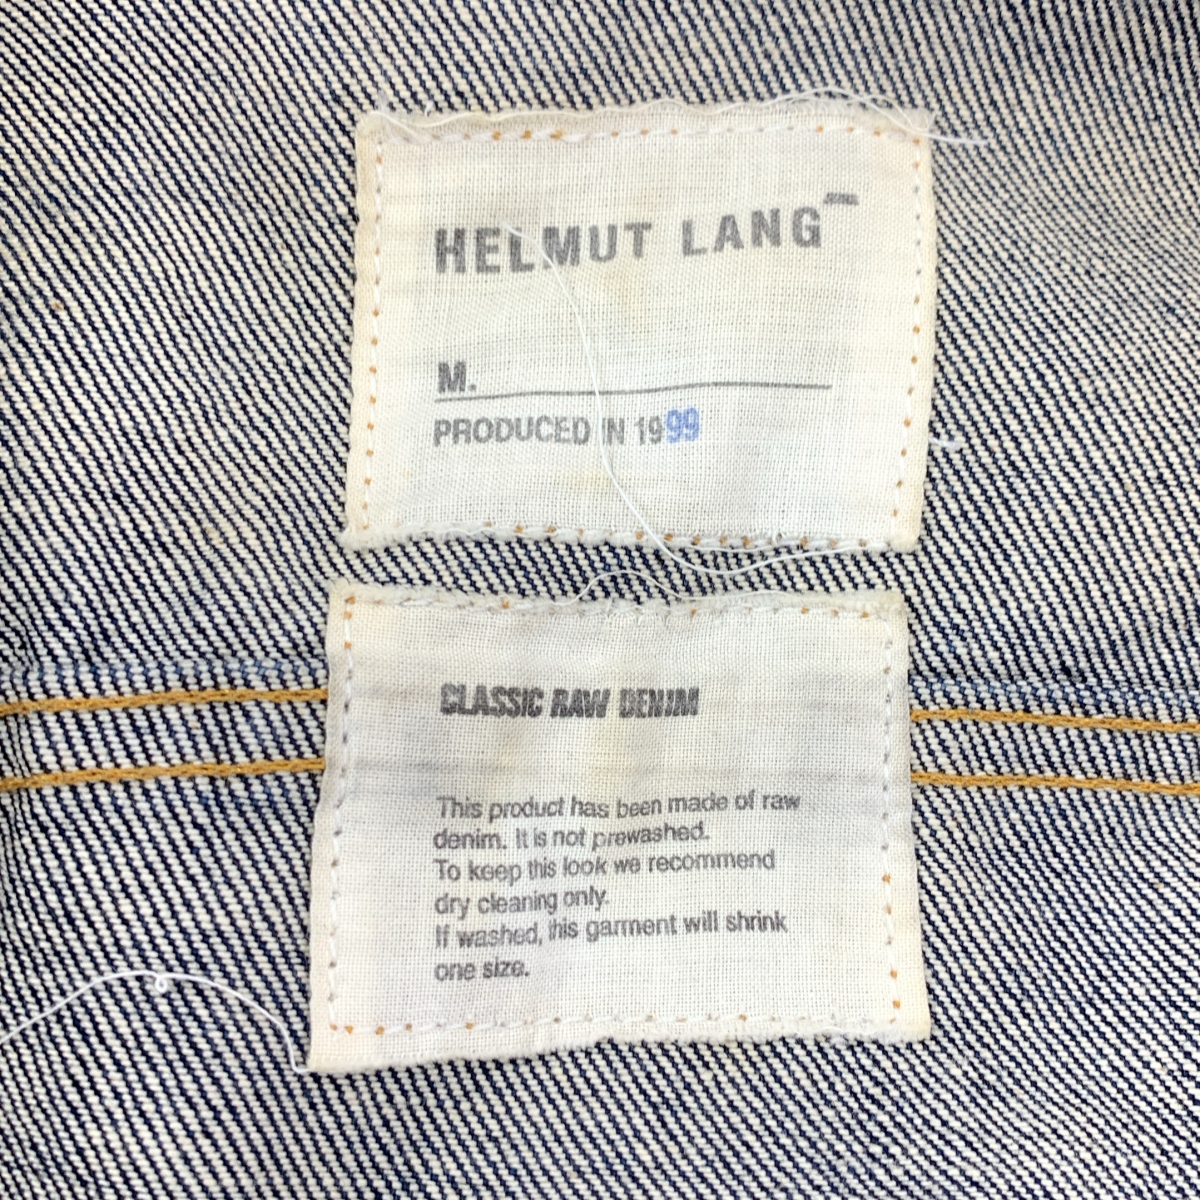 HELMUT LANG
M.
PRODUCED IN 1999
CLASSIC RAW DENIM
This product has been made of raw
denim. It is not prewashed.
To keep this look we recommend
dry cleaning only.
If washed, this garment will shrink
one size.